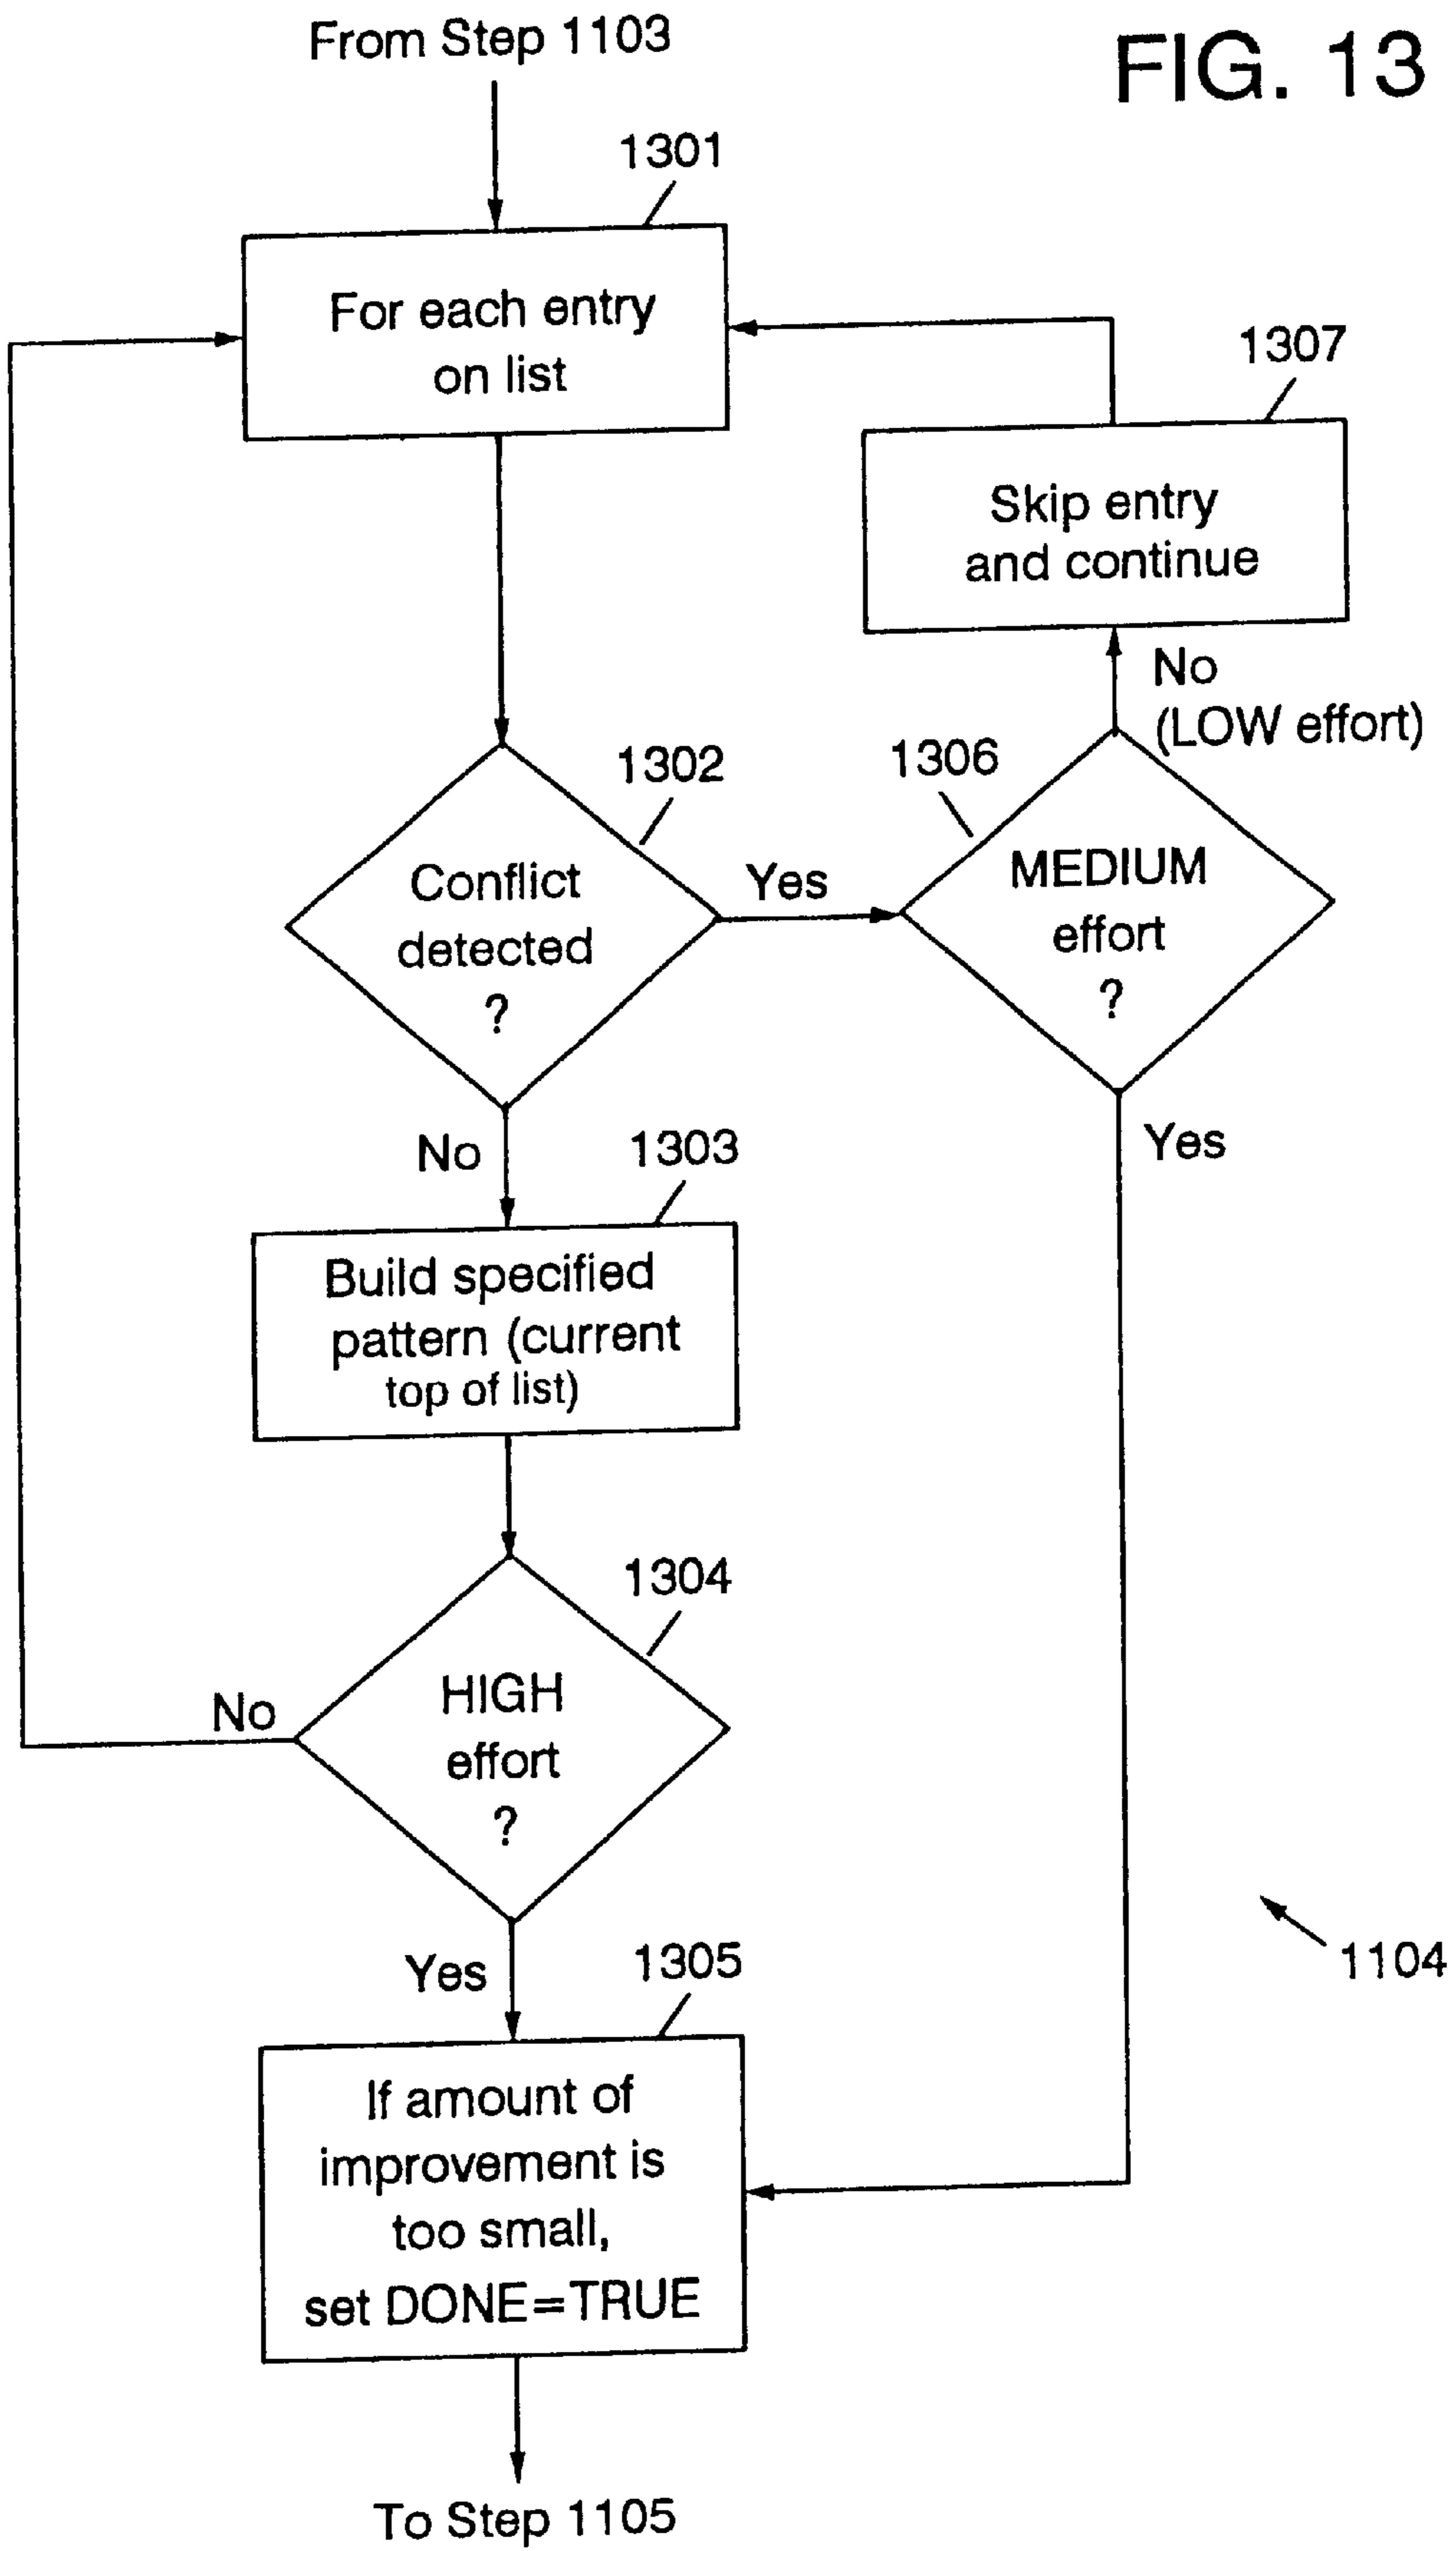 From Step 1103
FIG. 13
1301
For each entry
on list
1307
Skip entry
and continue
No
(LOW effort)
1302
1306
Conflict
detected
?
Yes
MEDIUM
effort
?
No
1303
Yes
Build specified
pattern (current
top of list)
1304
HIGH
effort
?
No
Yes
1305
1104
If amount of
improvement is
too small,
set DONE=TRUE
To Step 1105